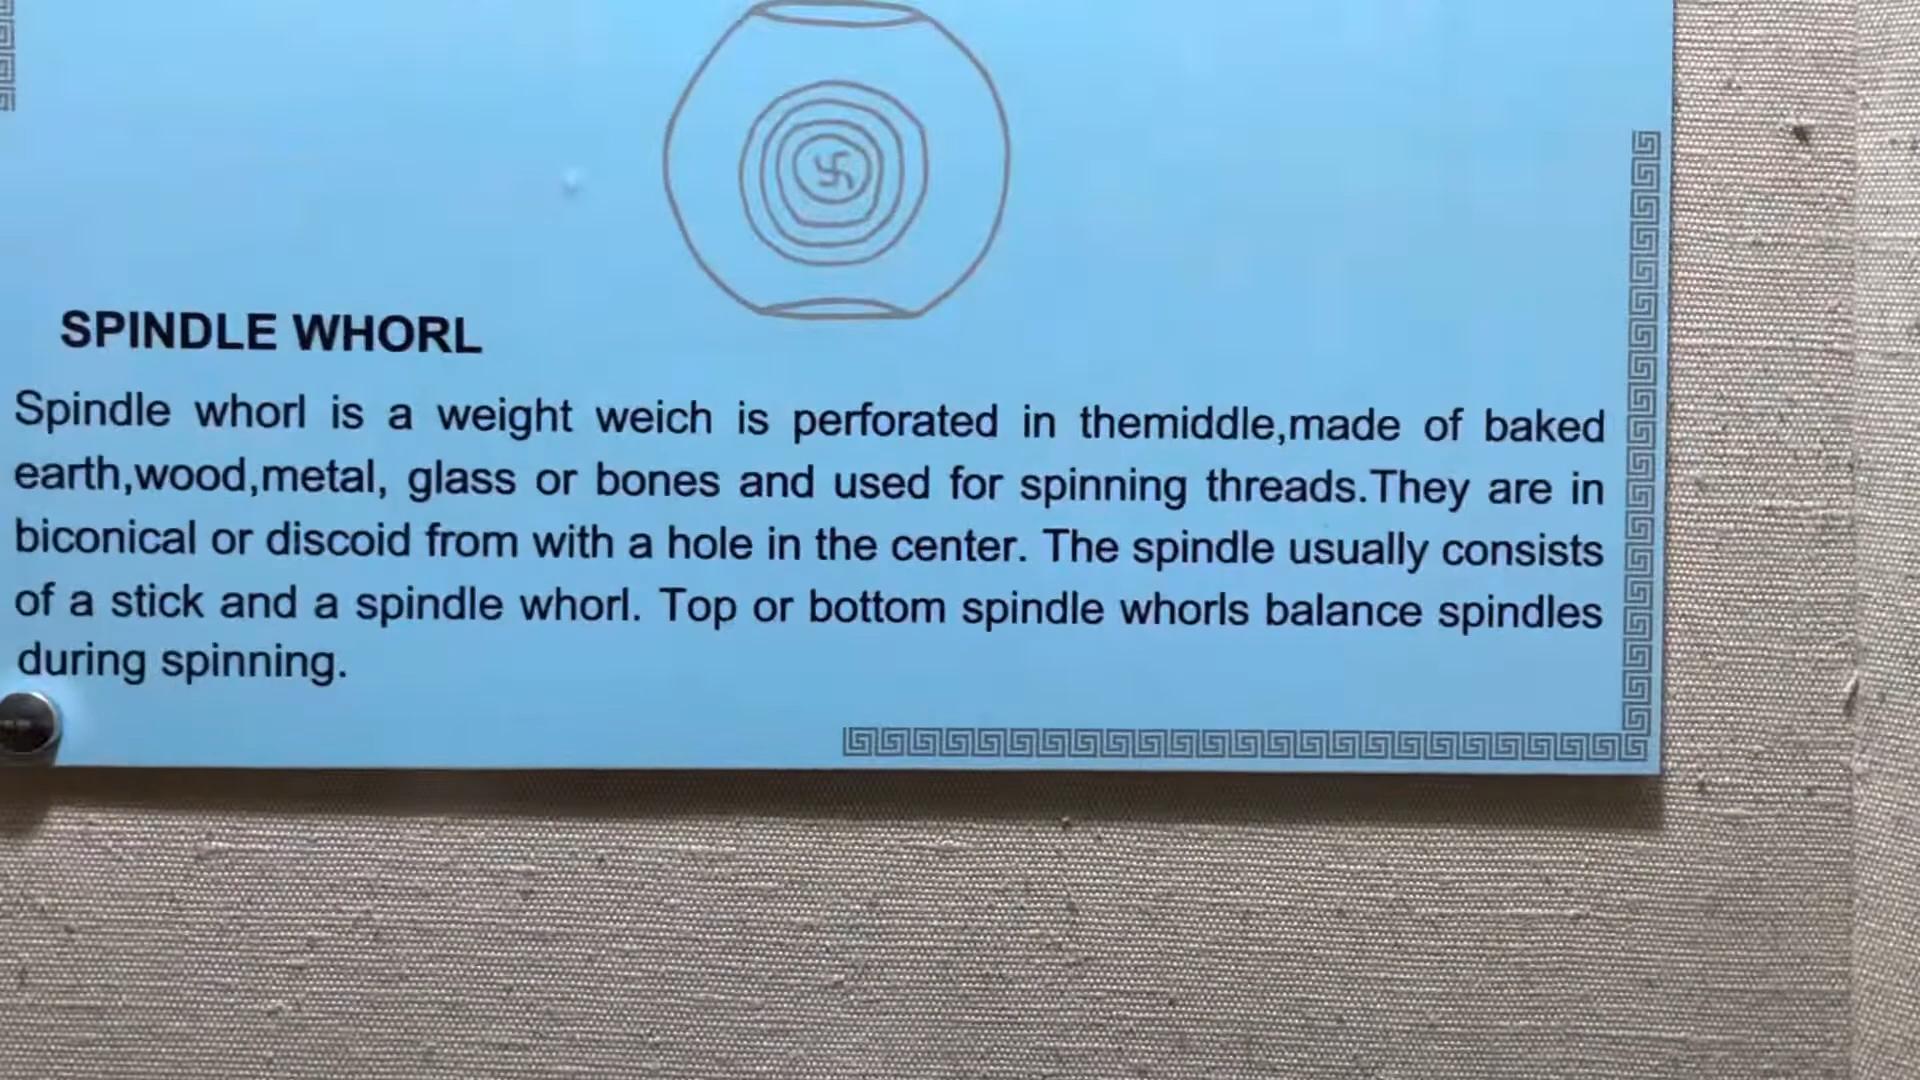 SPINDLE WHORL
Spindle whorl is a weight weich is perforated in themiddle,made of baked
earth,wood,metal, glass or bones and used for spinning threads.They are in
biconical or discoid from with a hole in the center. The spindle usually consists
of a stick and a spindle whorl. Top or bottom spindle whorls balance spindles
during spinning.